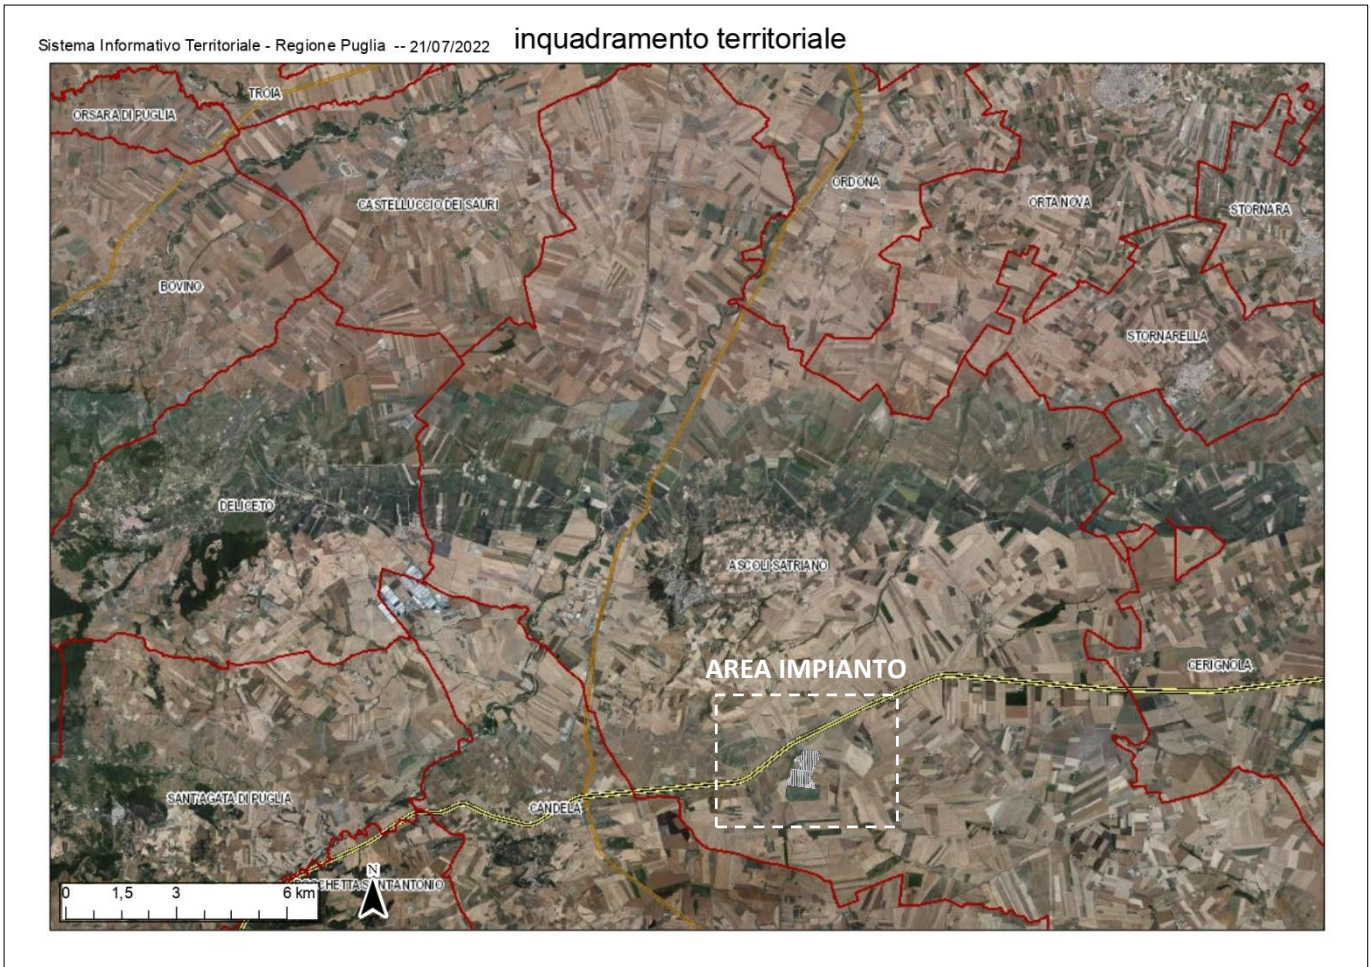 Sistema Informativo Territoriale - Regione Puglia -- 21/07/2022 inquadramento territoriale
TROIA
ORSARA DI PUGLIA
ORDONA
CASTELLUCCIO DEI SAURI
ORTA NOVA
STORNARA
BOVINO
STORNARELLA
DELICETO
ASCOLI SATRIANO
AREA IMPIANTO
CERIGNOLA
SANT'AGATA DI PUGLIA
CANDELA
N
SANT'ANTONIO
0 1,5 3 6 km